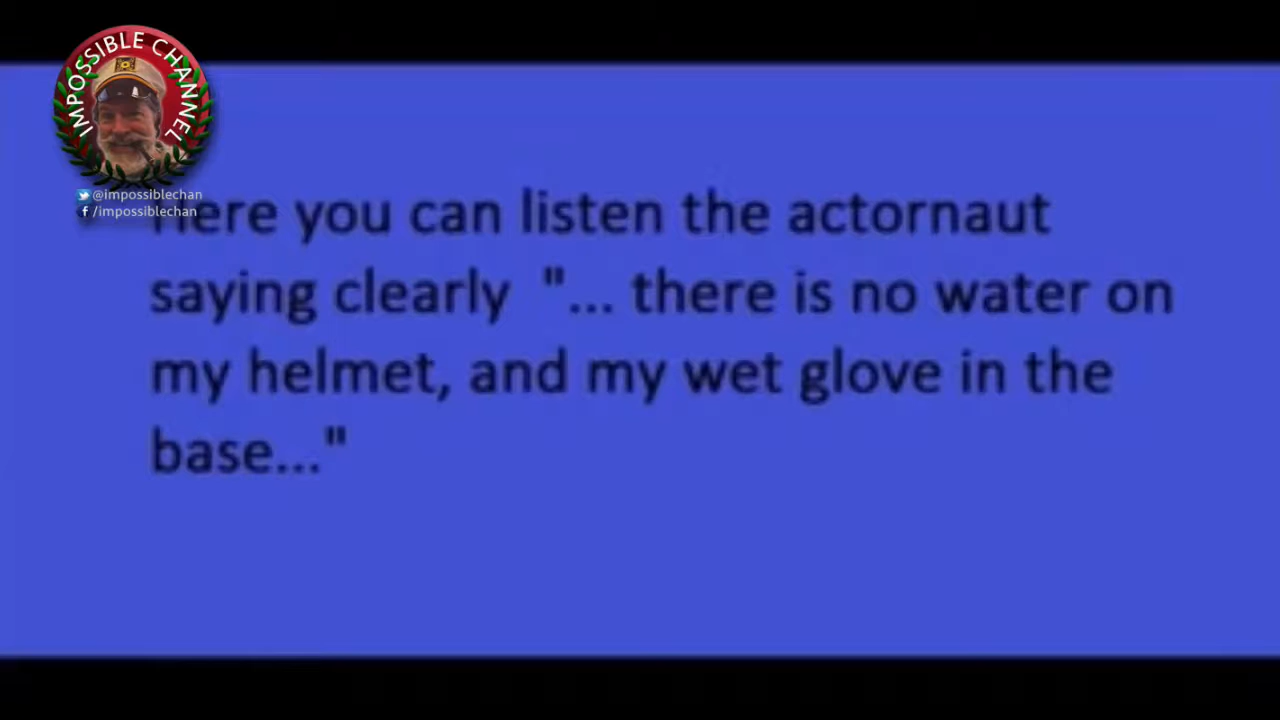 IMPOSSIBLE CHANNEL
@impossiblechan
/impossiblechan
Here you can listen the actornaut
saying clearly "... there is no water on
my helmet, and my wet glove in the
base..."